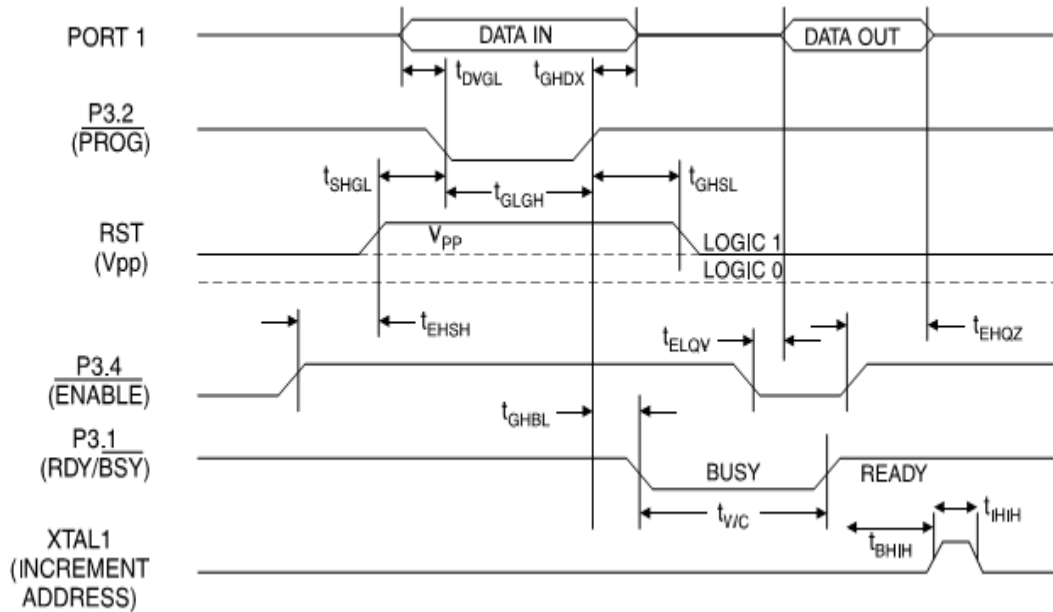 PORT 1
DATA IN
DATA OUT
tDVGL
tGHDX
P3.2
(PROG)
tSHGL
tGLGH
tGHSL
RST
(Vpp)
VPP
LOGIC 1
LOGIC 0
tEHSH
tELQV
tEHQZ
P3.4
(ENABLE)
tGHBL
P3.1
(RDY/BSY)
BUSY
READY
tV/C
tIHIH
tBHIH
XTAL1
(INCREMENT
ADDRESS)